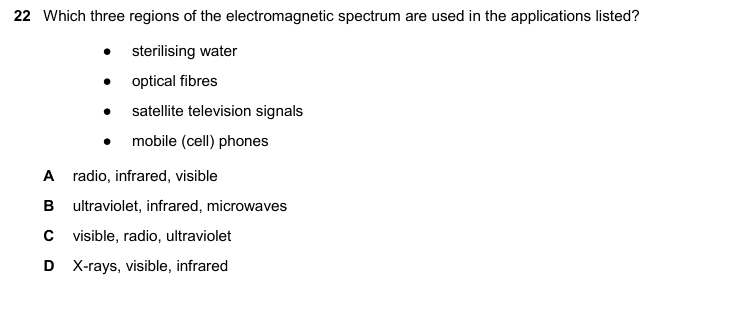 22 Which three regions of the electromagnetic spectrum are used in the applications listed?
• sterilising water
• optical fibres
• satellite television signals
• mobile (cell) phones
A radio, infrared, visible
B ultraviolet, infrared, microwaves
C visible, radio, ultraviolet
D X-rays, visible, infrared